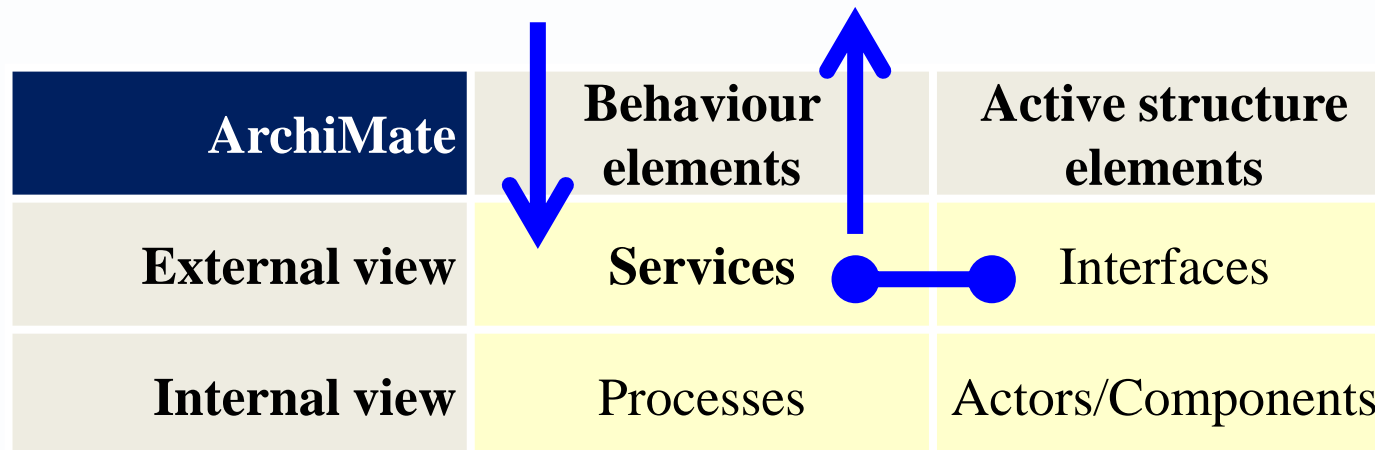 ArchiMate
Behaviour
elements
Active structure
elements
External view
Services
Interfaces
Internal view
Processes
Actors/Components